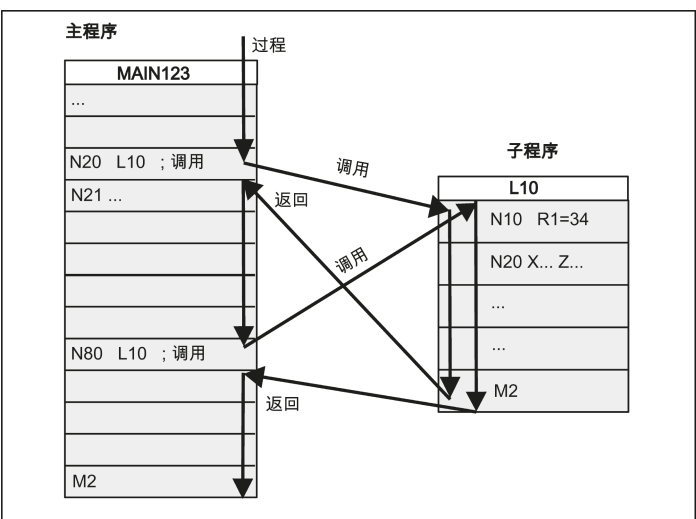 主程序
过程
MAIN123
...
N20 L10 ;调用
N21 ...
N80 L10 ;调用
M2
调用
返回
调用
返回
子程序
L10
N10 R1=34
N20 X... Z...
...
...
M2